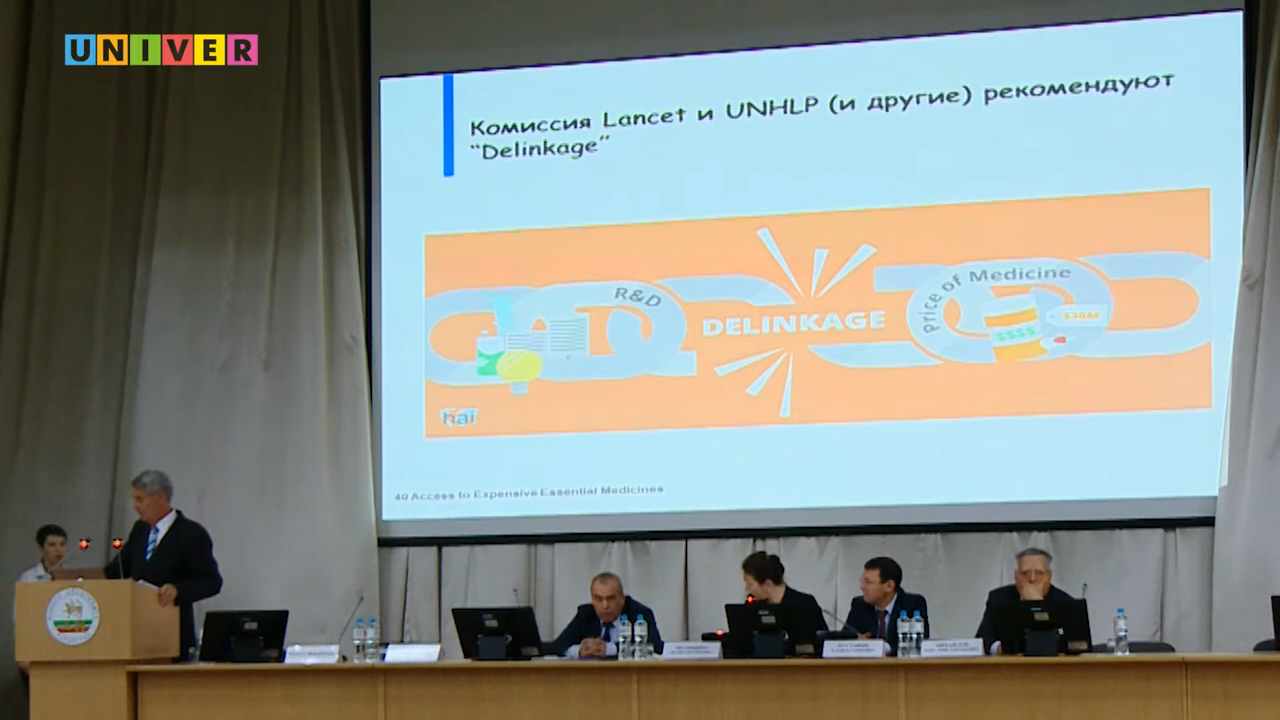 UNIVER
Комиссия Lancet и UNHLP (и другие) рекомендуют
“Delinkage”
R&D
DELINKAGE
Price of Medicine
$$$$
hai
40 Access to Expensive Essential Medicines